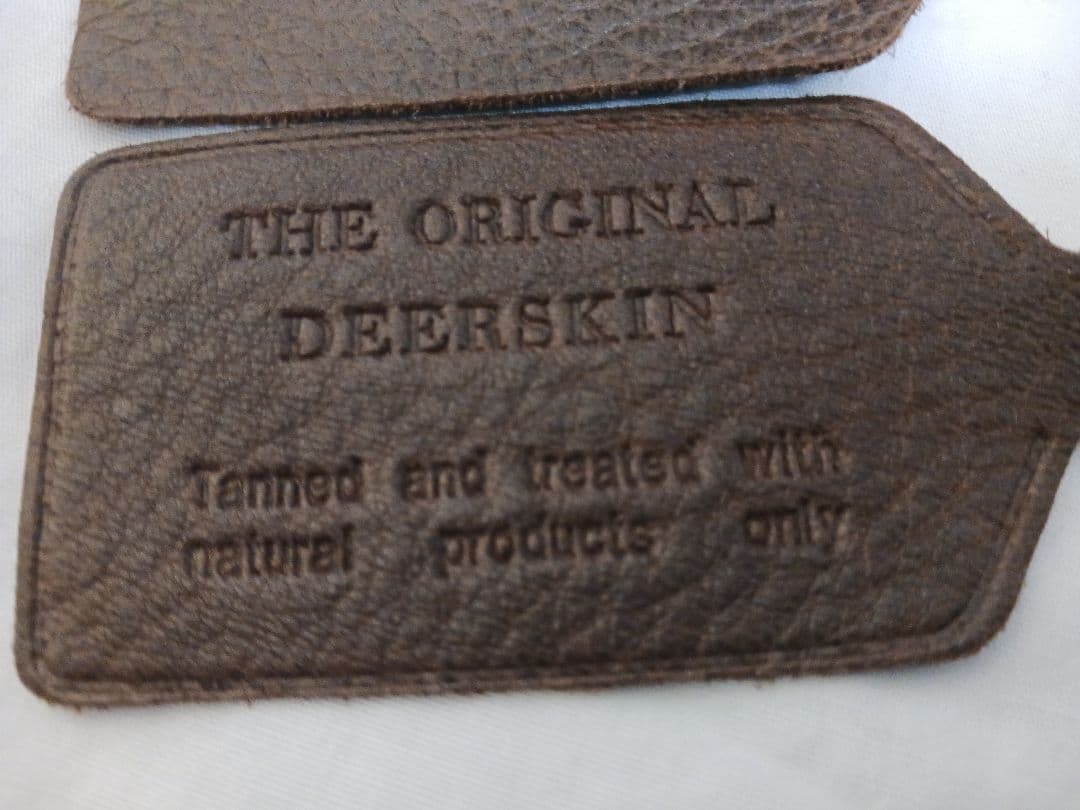 THE ORIGINAL
DEERSKIN
Tanned and treated with
natural products only